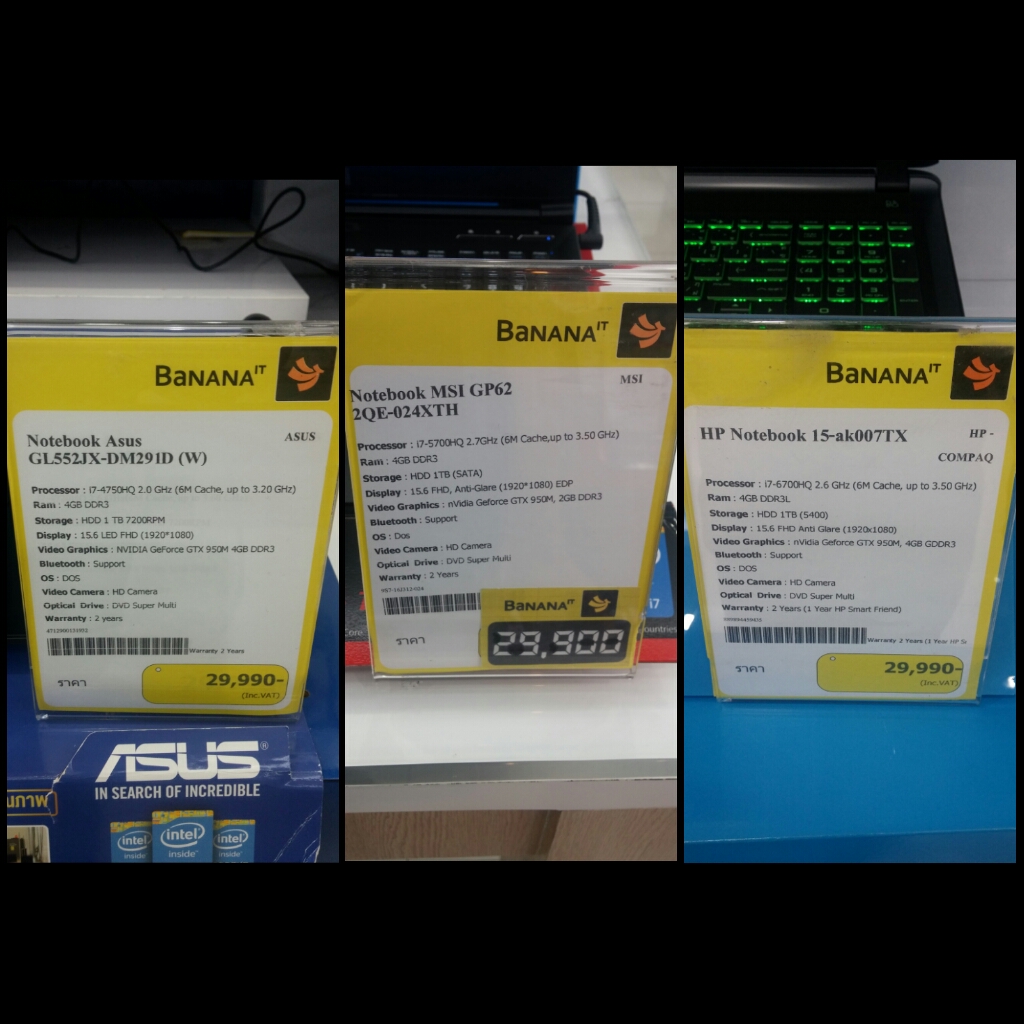 BaNANA IT
Notebook Asus
GL552JX-DM291D (W)
ASUS
Processor : i7-4750HQ 2.0 GHz (6M Cache, up to 3.20 GHz)
Ram : 4GB DDR3
Storage : HDD 1 TB 7200RPM
Display : 15.6 LED FHD (1920*1080)
Video Graphics : NVIDIA GeForce GTX 950M 4GB DDR3
Bluetooth : Support
OS : DOS
Video Camera : HD Camera
Optical Drive : DVD Super Multi
Warranty : 2 years
Warranty 2 Years
ราคา
29,990-
(Inc.VAT)
ASUS®
IN SEARCH OF INCREDIBLE
intel inside™
intel inside™
intel inside™
BaNANA IT
Notebook MSI GP62
2QE-024XTH
MSI
Processor : i7-5700HQ 2.7GHz (6M Cache,up to 3.50 GHz)
Ram : 4GB DDR3
Storage : HDD 1TB (SATA)
Display : 15.6 FHD, Anti-Glare (1920*1080) EDP
Video Graphics : nVidia Geforce GTX 950M, 2GB DDR3
Bluetooth : Support
OS : Dos
Video Camera : HD Camera
Optical Drive : DVD Super Multi
Warranty : 2 Years
BaNANA IT
ราคา
29,900
BaNANA IT
HP Notebook 15-ak007TX
HP -
COMPAQ
Processor : i7-6700HQ 2.6 GHz (6M Cache, up to 3.50 GHz)
Ram : 4GB DDR3L
Storage : HDD 1TB (5400)
Display : 15.6 FHD Anti Glare (1920x1080)
Video Graphics : nVidia Geforce GTX 950M, 4GB GDDR3
Bluetooth : Support
OS : DOS
Video Camera : HD Camera
Optical Drive : DVD Super Multi
Warranty : 2 Years (1 Year HP Smart Friend)
Warranty 2 Years (1 Year HP S
ราคา
29,990-
(Inc.VAT)